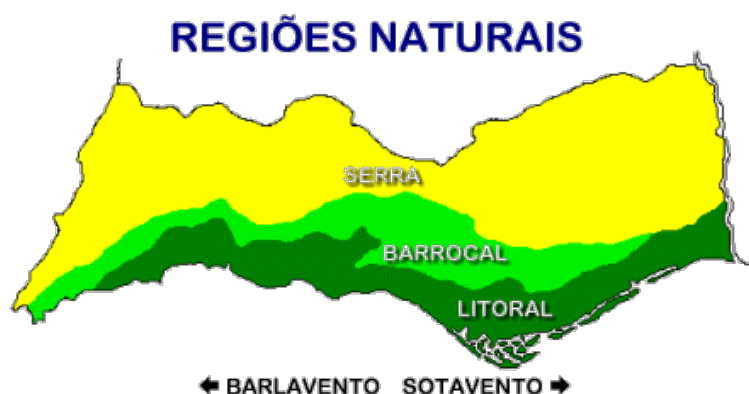 REGIÕES NATURAIS
SERRA
BARROCAL
LITORAL
← BARLAVENTO SOTAVENTO →